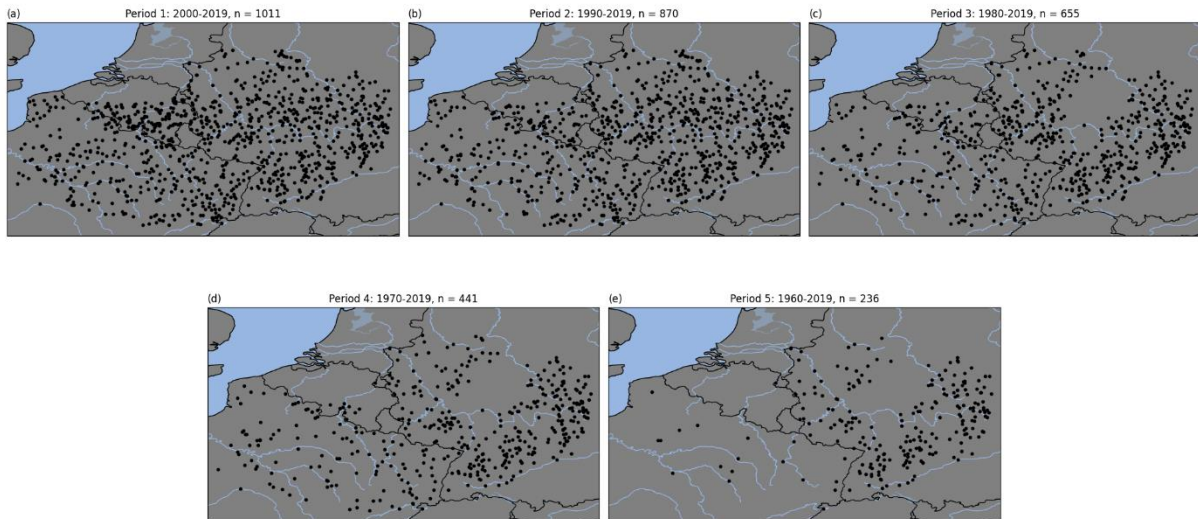 (a) Period 1: 2000-2019, n = 1011
(b) Period 2: 1990-2019, n = 870
(c) Period 3: 1980-2019, n = 655
(d) Period 4: 1970-2019, n = 441
(e) Period 5: 1960-2019, n = 236